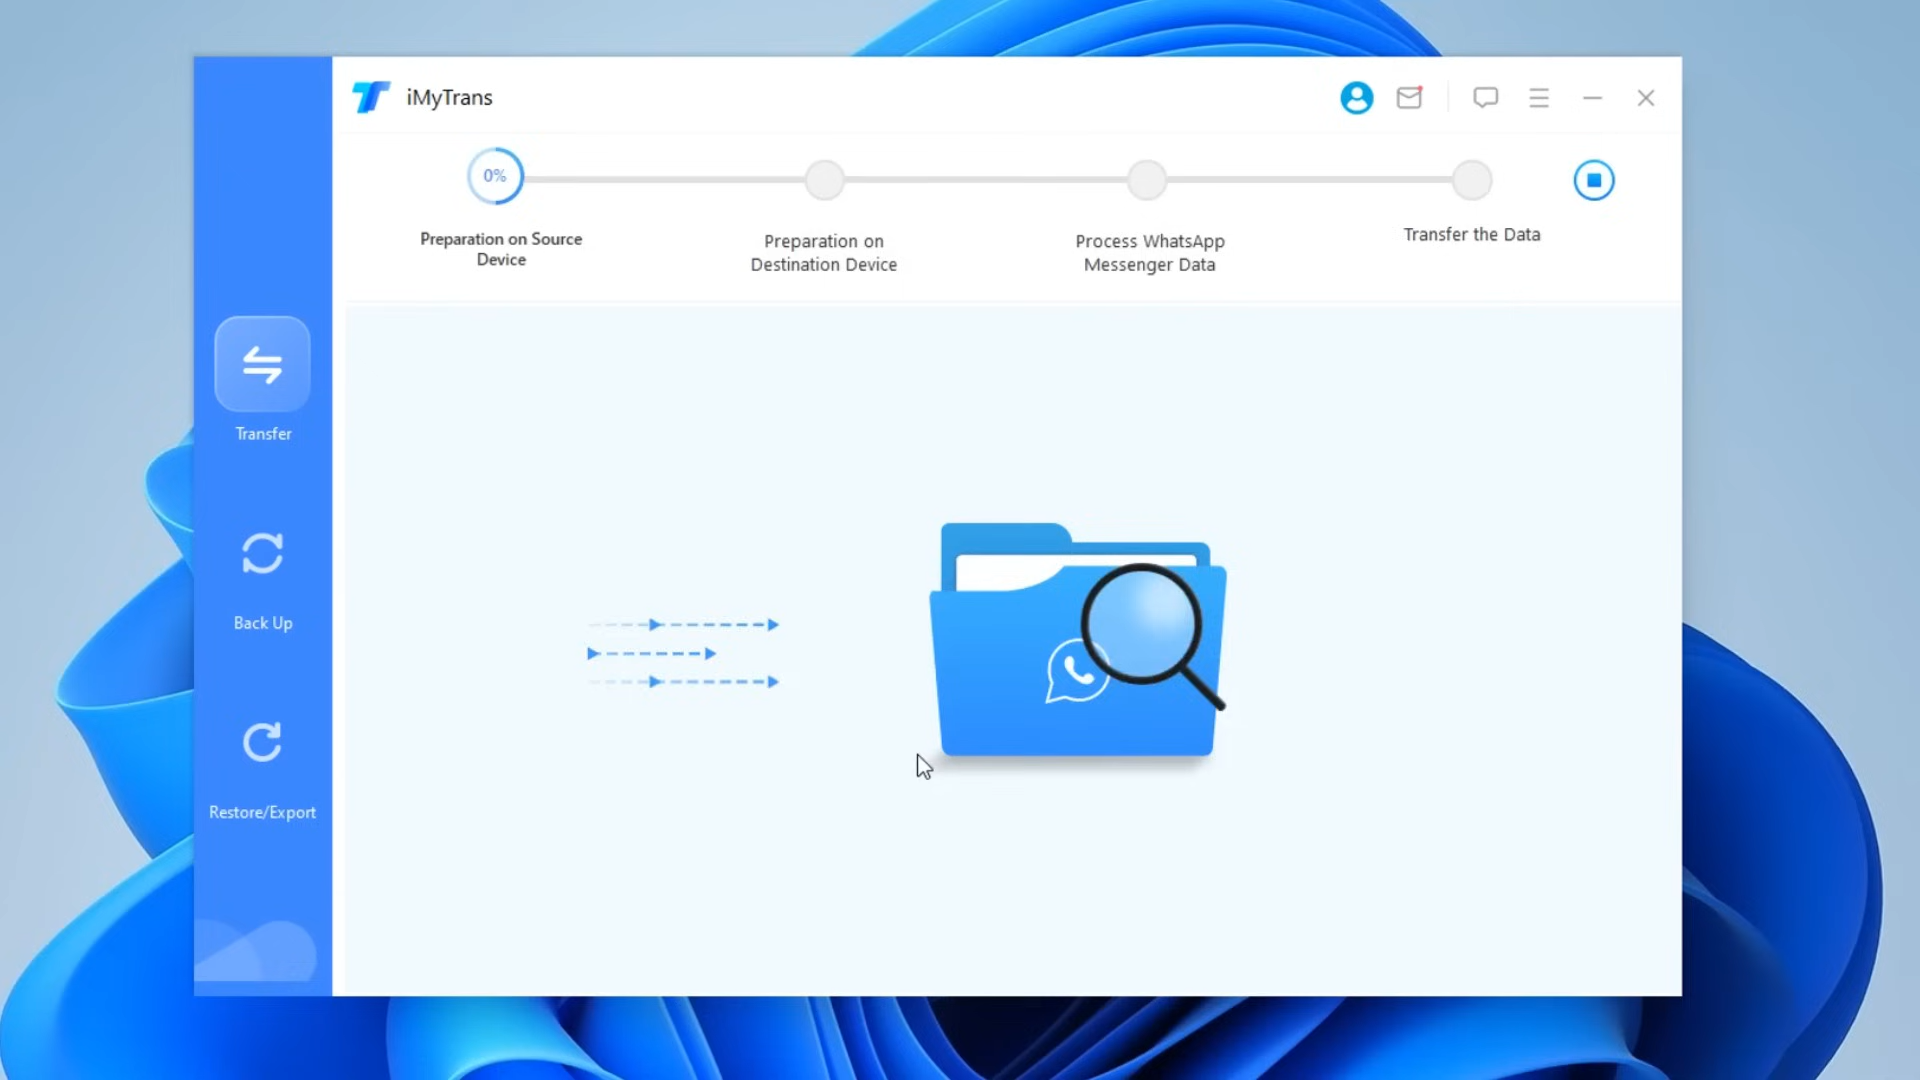 iMyTrans
0%
Preparation on Source
Device
Preparation on
Destination Device
Process WhatsApp
Messenger Data
Transfer the Data
Transfer
Back Up
Restore/Export